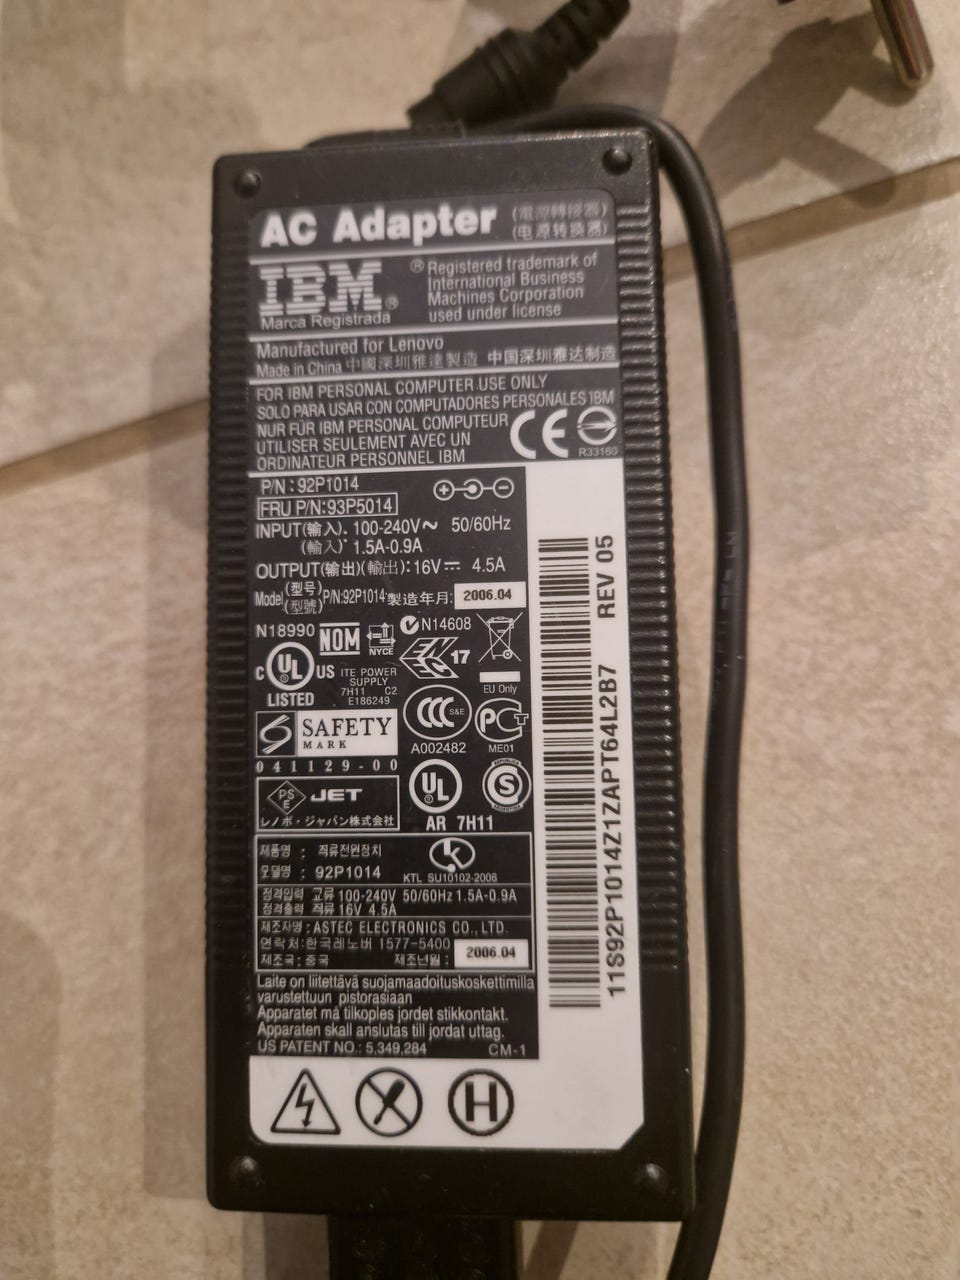 AC Adapter
(電源轉接器)
(电源转换器)
IBM®
Marca Registrada
® Registered trademark of
International Business
Machines Corporation
used under license
Manufactured for Lenovo
Made in China 中國深圳雅達製造 中国深圳雅达制造
FOR IBM PERSONAL COMPUTER USE ONLY
SOLO PARA USAR CON COMPUTADORES PERSONALES IBM
NUR FÜR IBM PERSONAL COMPUTEUR
UTILISER SEULEMENT AVEC UN
ORDINATEUR PERSONNEL IBM
CE
R33160
P/N : 92P1014
FRU P/N:93P5014
INPUT(输入). 100-240V~ 50/60Hz
(輸入) 1.5A-0.9A
OUTPUT(输出)(輸出):16V⎓ 4.5A
Model (型号) P/N:92P1014 製造年月: 2006.04
(型號)
N18990 NOM NYCE N14608
17
C UL US
LISTED
ITE POWER
SUPPLY
7H11 C2
E186249
EU Only
CCC S&E
A002482
PCT
ME01
S SAFETY
MARK
041129-00
PS
E
JET
レノボ・ジャパン株式会社
UL
AR 7H11
REPUBLICA
S
ARGENTINA
제품명 : 직류전원장치
모델명 : 92P1014
KTL SU10102-2006
정격입력 교류 100-240V 50/60Hz 1.5A-0.9A
정격출력 직류 16V 4.5A
제조자명:ASTEC ELECTRONICS CO.,LTD.
연락처:한국레노버 1577-5400
제조국: 중국 제조년월: 2006.04
Laite on liitettävä suojamaadoituskoskettimilla
varustettuun pistorasiaan
Apparatet må tilkoples jordet stikkontakt.
Apparaten skall anslutas till jordat uttag.
US PATENT NO.: 5,349,284 CM-1
H
REV 05
11S92P1014Z1ZAPT64L2B7